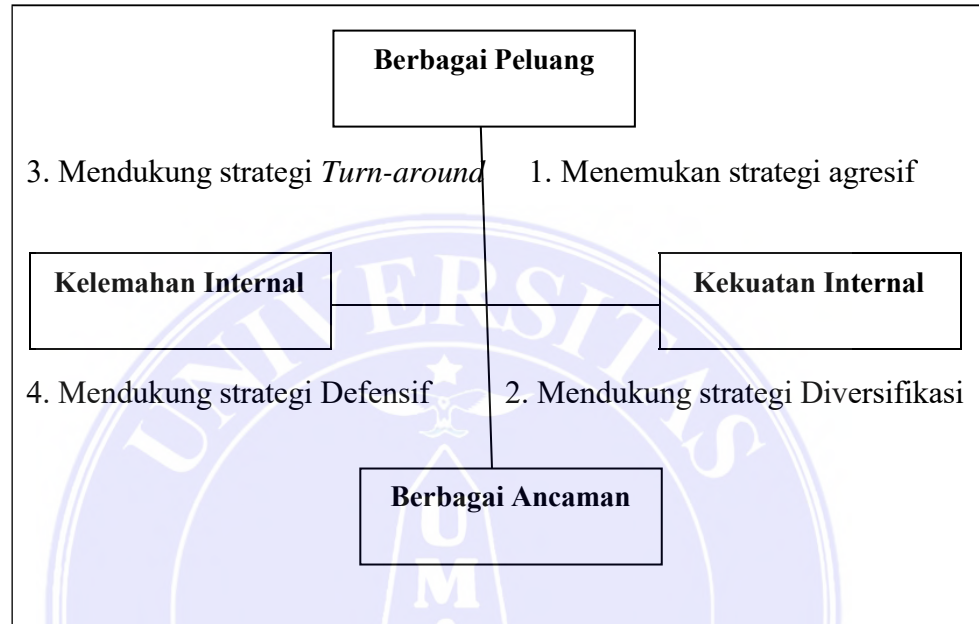 Berbagai Peluang
3. Mendukung strategi Turn-around
1. Menemukan strategi agresif
Kelemahan Internal
Kekuatan Internal
4. Mendukung strategi Defensif
2. Mendukung strategi Diversifikasi
Berbagai Ancaman
UNIVERSITAS
U
M